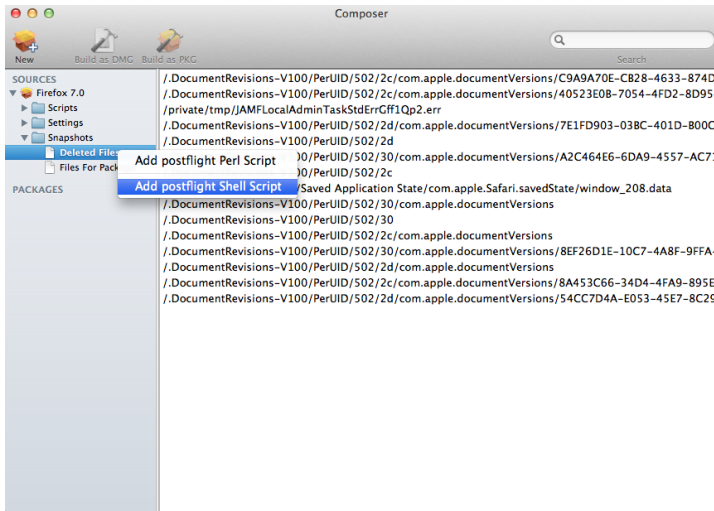 Composer
New
Build as DMG
Build as PKG
Search
SOURCES
Firefox 7.0
Scripts
Settings
Snapshots
Deleted Files
Files For Pack
PACKAGES
Add postflight Perl Script
Add postflight Shell Script
/.DocumentRevisions-V100/PerUID/502/2c/com.apple.documentVersions/C9A9A70E-CB28-4633-874D
/.DocumentRevisions-V100/PerUID/502/2c/com.apple.documentVersions/40523E0B-7054-4FD2-8D95
/private/tmp/JAMFLocalAdminTaskStdErrGff1Qp2.err
/.DocumentRevisions-V100/PerUID/502/2d/com.apple.documentVersions/7E1FD903-03BC-401D-B00C
/.DocumentRevisions-V100/PerUID/502/2d
V100/PerUID/502/30/com.apple.documentVersions/A2C464E6-6DA9-4557-AC7
V100/PerUID/502/2c
/Saved Application State/com.apple.Safari.savedState/window_208.data
/.DocumentRevisions-V100/PerUID/502/30/com.apple.documentVersions
/.DocumentRevisions-V100/PerUID/502/30
/.DocumentRevisions-V100/PerUID/502/2c/com.apple.documentVersions
/.DocumentRevisions-V100/PerUID/502/30/com.apple.documentVersions/8EF26D1E-10C7-4A8F-9FFA-
/.DocumentRevisions-V100/PerUID/502/2d/com.apple.documentVersions
/.DocumentRevisions-V100/PerUID/502/2c/com.apple.documentVersions/8A453C66-34D4-4FA9-895E
/.DocumentRevisions-V100/PerUID/502/2d/com.apple.documentVersions/54CC7D4A-E053-45E7-8C29